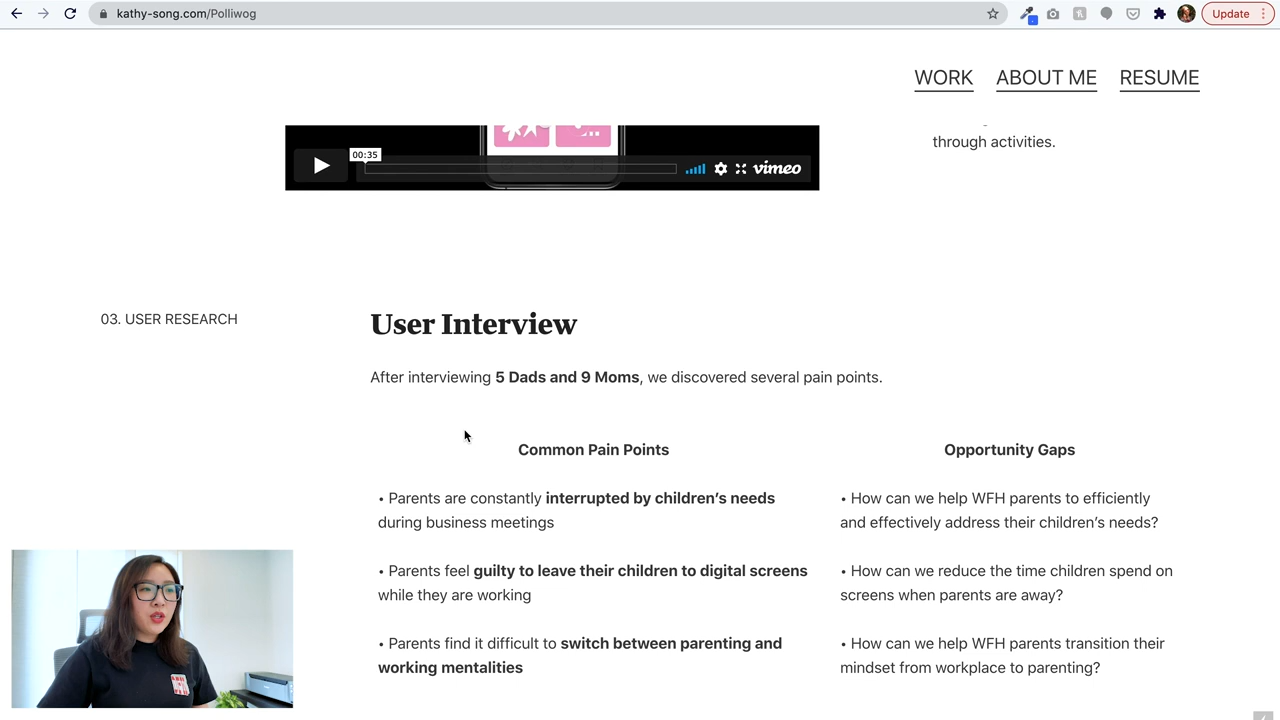 kathy-song.com/Polliwog
Update
WORK ABOUT ME RESUME
through activities.
00:35
vimeo
03. USER RESEARCH
User Interview
After interviewing 5 Dads and 9 Moms, we discovered several pain points.
Common Pain Points
• Parents are constantly interrupted by children’s needs
during business meetings
• Parents feel guilty to leave their children to digital screens
while they are working
• Parents find it difficult to switch between parenting and
working mentalities
Opportunity Gaps
• How can we help WFH parents to efficiently
and effectively address their children’s needs?
• How can we reduce the time children spend on
screens when parents are away?
• How can we help WFH parents transition their
mindset from workplace to parenting?